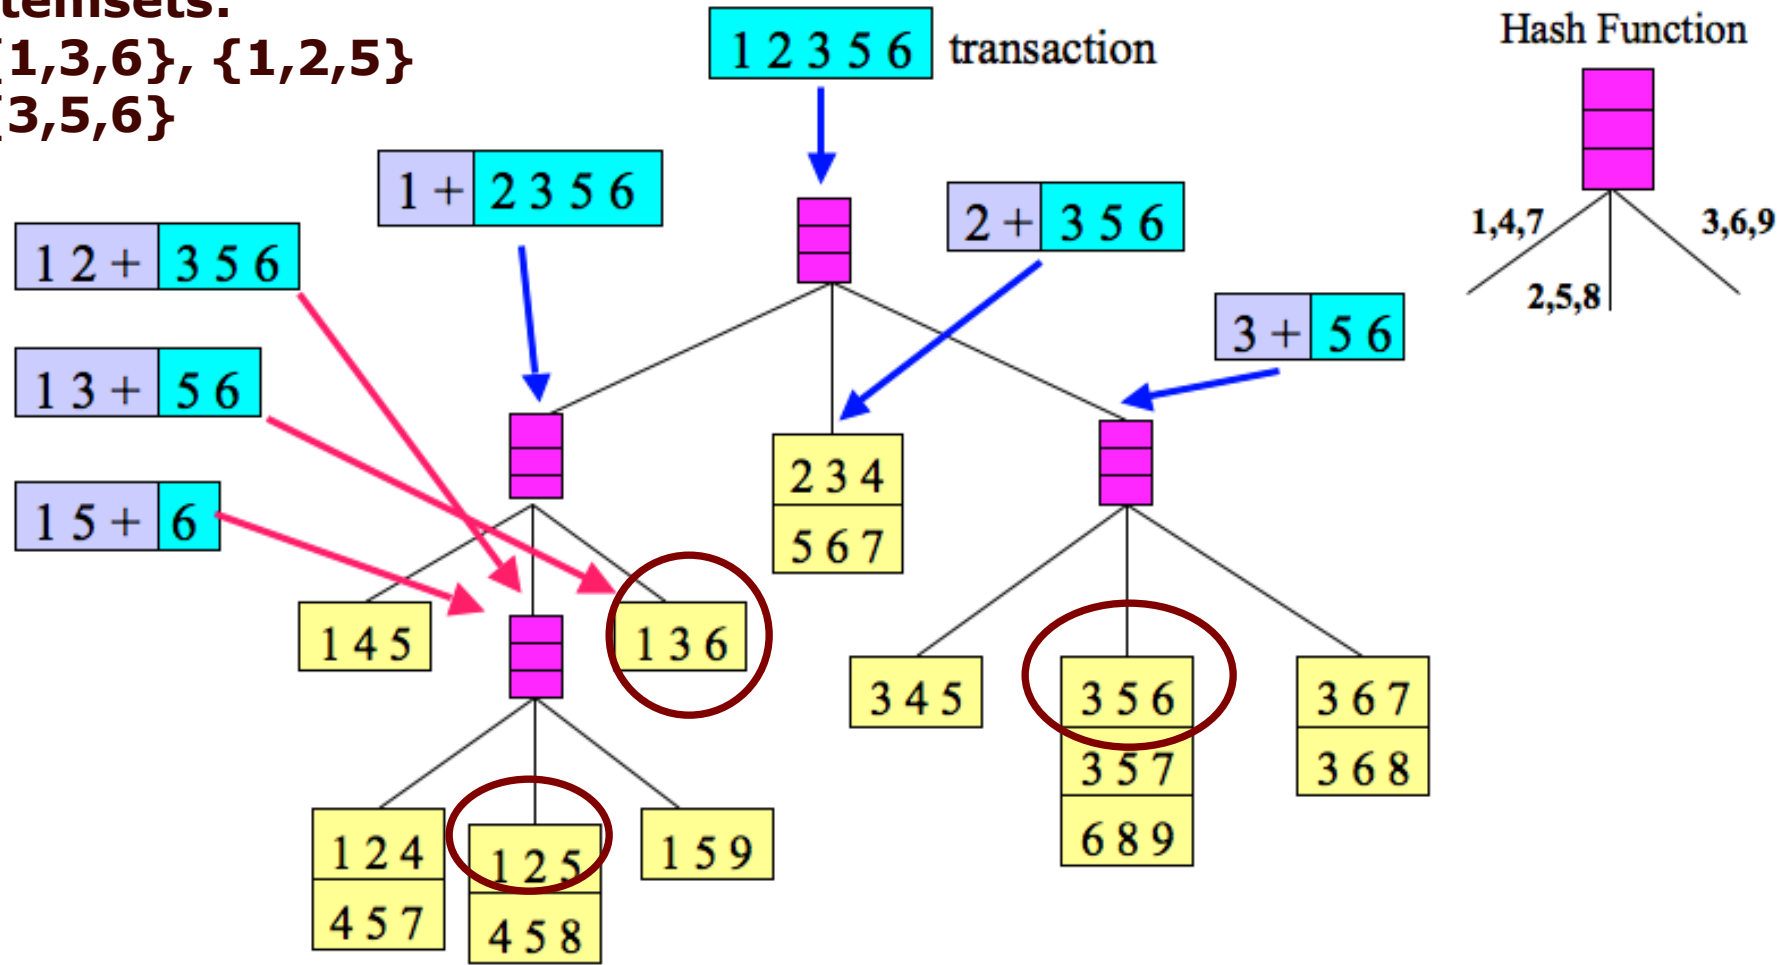 temsets:
{1,3,6}, {1,2,5}
{3,5,6}
1 2 3 5 6 transaction
Hash Function
1,4,7
2,5,8
3,6,9
1 + 2 3 5 6
2 + 3 5 6
3 + 5 6
1 2 + 3 5 6
1 3 + 5 6
1 5 + 6
2 3 4
5 6 7
1 4 5
1 3 6
3 4 5
3 5 6
3 5 7
6 8 9
3 6 7
3 6 8
1 2 4
4 5 7
1 2 5
4 5 8
1 5 9